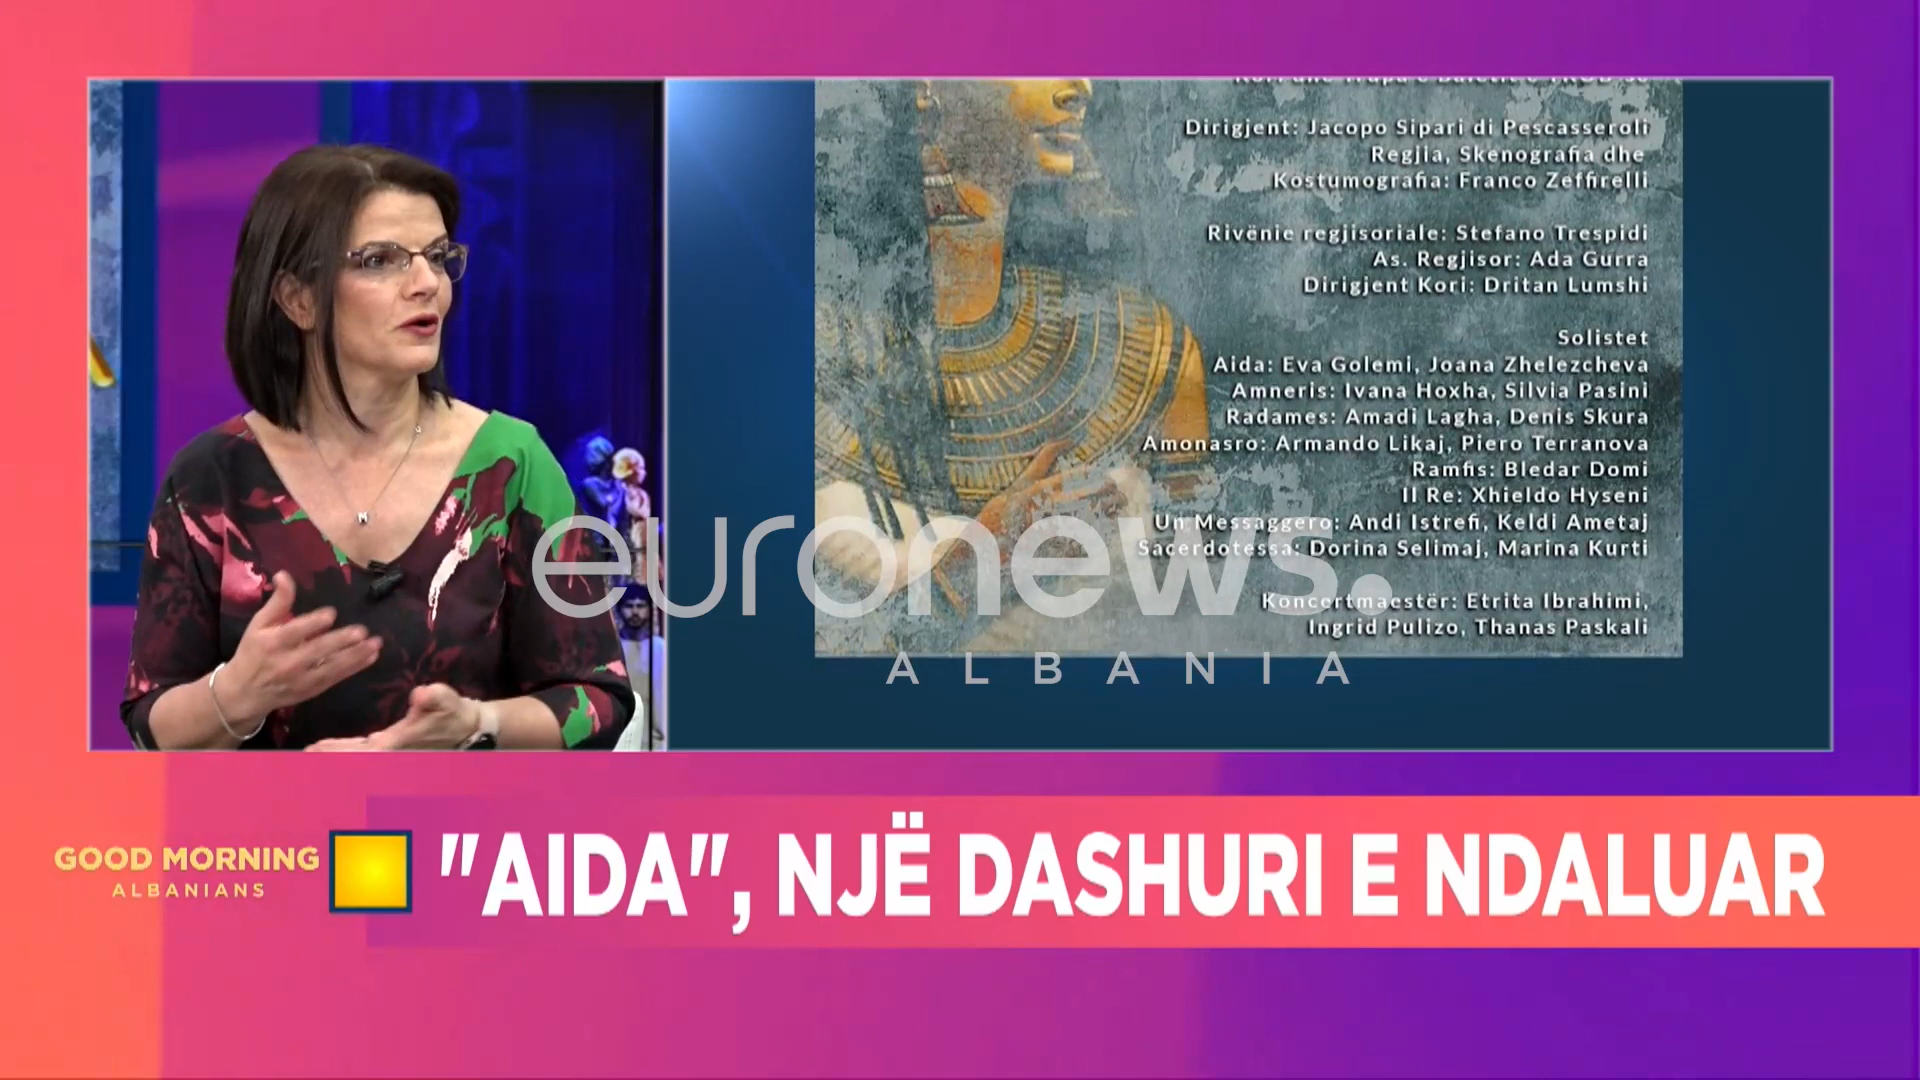 Dirigjent: Jacopo Sipari di Pescasseroli
Regjia, Skenografia dhe
Kostumografia: Franco Zeffirelli
Rivënie regjisoriale: Stefano Trespidi
As. Regjisor: Ada Gurra
Dirigjent Kori: Dritan Lumshi
Solistet
Aida: Eva Golemi, Joana Zhelezcheva
Amneris: Ivana Hoxha, Silvia Pasini
Radames: Amadi Lagha, Denis Skura
Amonasro: Armando Likaj, Piero Terranova
Ramfis: Bledar Domi
Il Re: Xhieldo Hyseni
Un Messaggero: Andi Istrefi, Keldi Ametaj
Sacerdotessa: Dorina Selimaj, Marina Kurti
Koncertmaestër: Etrita Ibrahimi,
Ingrid Pulizo, Thanas Paskali
euronews.
ALBANIA
GOOD MORNING
ALBANIANS
"AIDA", NJË DASHURI E NDALUAR